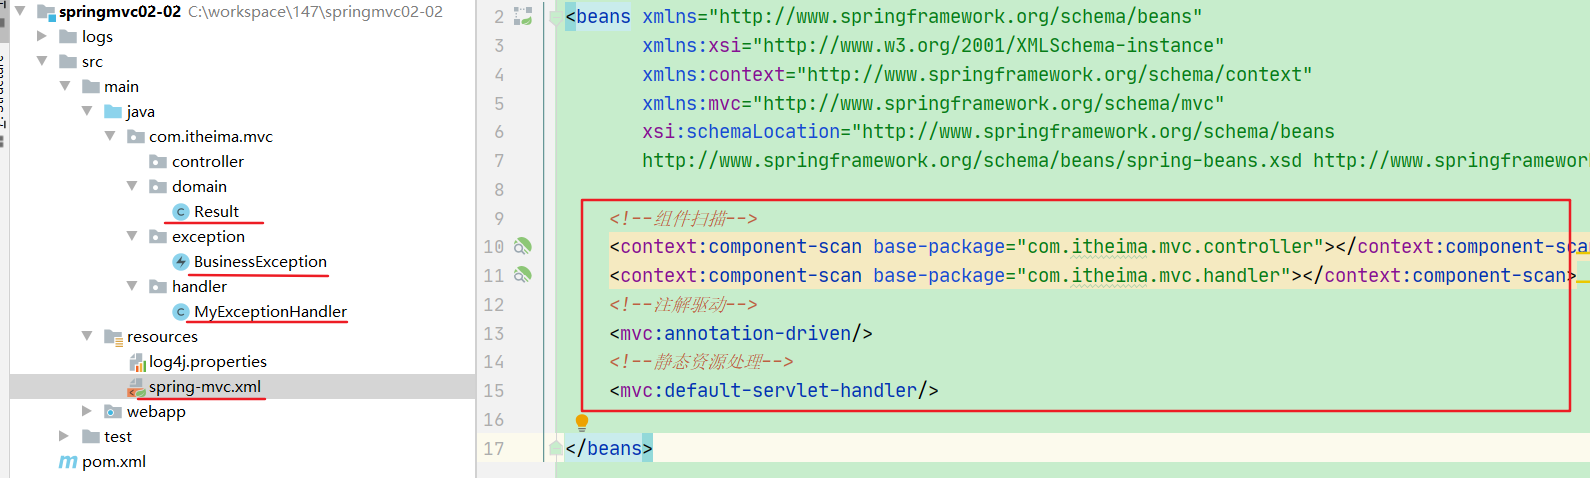 springmvc02-02 C:\workspace\147\springmvc02-02
logs
src
main
java
com.itheima.mvc
controller
domain
Result
exception
BusinessException
handler
MyExceptionHandler
resources
log4j.properties
spring-mvc.xml
webapp
test
pom.xml
2 <beans xmlns="http://www.springframework.org/schema/beans"
3 xmlns:xsi="http://www.w3.org/2001/XMLSchema-instance"
4 xmlns:context="http://www.springframework.org/schema/context"
5 xmlns:mvc="http://www.springframework.org/schema/mvc"
6 xsi:schemaLocation="http://www.springframework.org/schema/beans
7 http://www.springframework.org/schema/beans/spring-beans.xsd http://www.springframewor
8
9 <!--组件扫描-->
10 <context:component-scan base-package="com.itheima.mvc.controller"></context:component-sca
11 <context:component-scan base-package="com.itheima.mvc.handler"></context:component-scan>
12 <!--注解驱动-->
13 <mvc:annotation-driven/>
14 <!--静态资源处理-->
15 <mvc:default-servlet-handler/>
16
17 </beans>